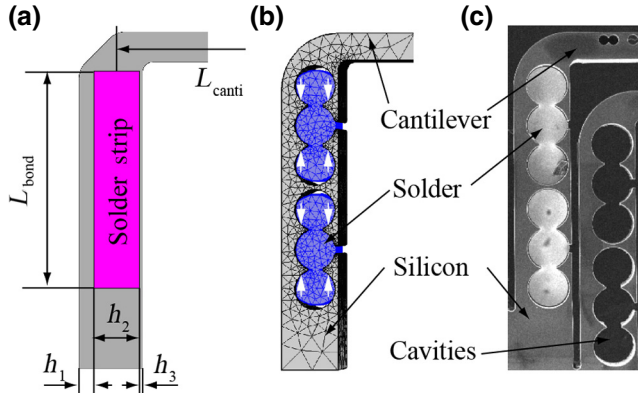 (a)
(b)
(c)
L_canti
Cantilever
L_bond
Solder strip
Solder
Silicon
h_2
Cavities
h_1
h_3